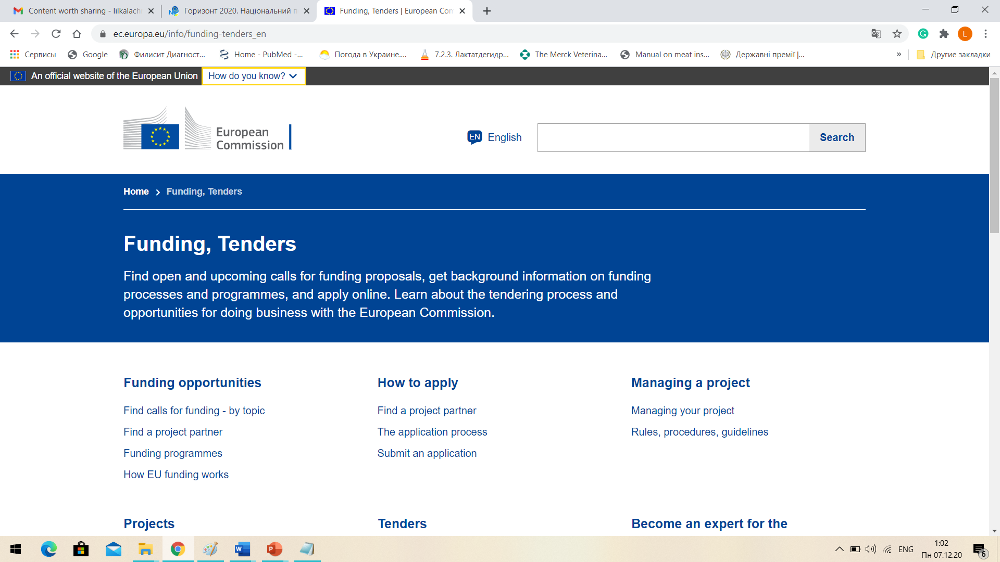 Content worth sharing - lilkalach
Горизонт 2020. Національний п
Funding, Tenders | European Con
ec.europa.eu/info/funding-tenders_en
L
Сервисы
Google
Филисит Диагност...
Home - PubMed -...
Погода в Украине....
7.2.3. Лактатдегидр...
The Merck Veterina...
Manual on meat ins...
Державні премії |...
»
Другие закладки
An official website of the European Union
How do you know?
European
Commission
EN English
Search
Home > Funding, Tenders
Funding, Tenders
Find open and upcoming calls for funding proposals, get background information on funding
processes and programmes, and apply online. Learn about the tendering process and
opportunities for doing business with the European Commission.
Funding opportunities
Find calls for funding - by topic
Find a project partner
Funding programmes
How EU funding works
How to apply
Find a project partner
The application process
Submit an application
Managing a project
Managing your project
Rules, procedures, guidelines
Projects
Tenders
Become an expert for the
ENG
1:02
Пн 07.12.20
6